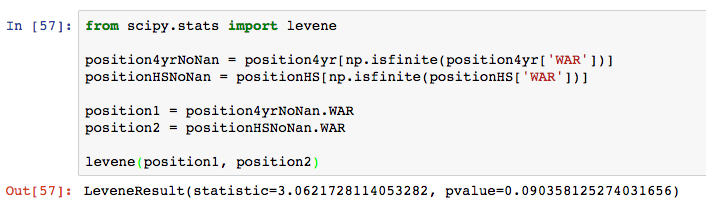 In [57]: from scipy.stats import levene
position4yrNoNan = position4yr[np.isfinite(position4yr['WAR'])]
positionHSNoNan = positionHS[np.isfinite(positionHS['WAR'])]
position1 = position4yrNoNan.WAR
position2 = positionHSNoNan.WAR
levene(position1, position2)
Out[57]: LeveneResult(statistic=3.0621728114053282, pvalue=0.090358125274031656)